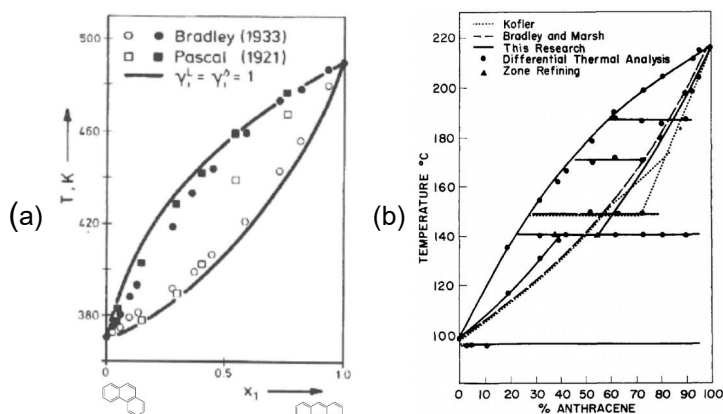 (a)
500
460
420
380
T, K
Bradley (1933)
Pascal (1921)
γ₁ᴸ = γ₁ˢ = 1
0
0.5
1.0
x₁
(b)
Kofler
Bradley and Marsh
This Research
Differential Thermal Analysis
Zone Refining
220
200
180
160
140
120
100
80
TEMPERATURE °C
0 10 20 30 40 50 60 70 80 90 100
% ANTHRACENE